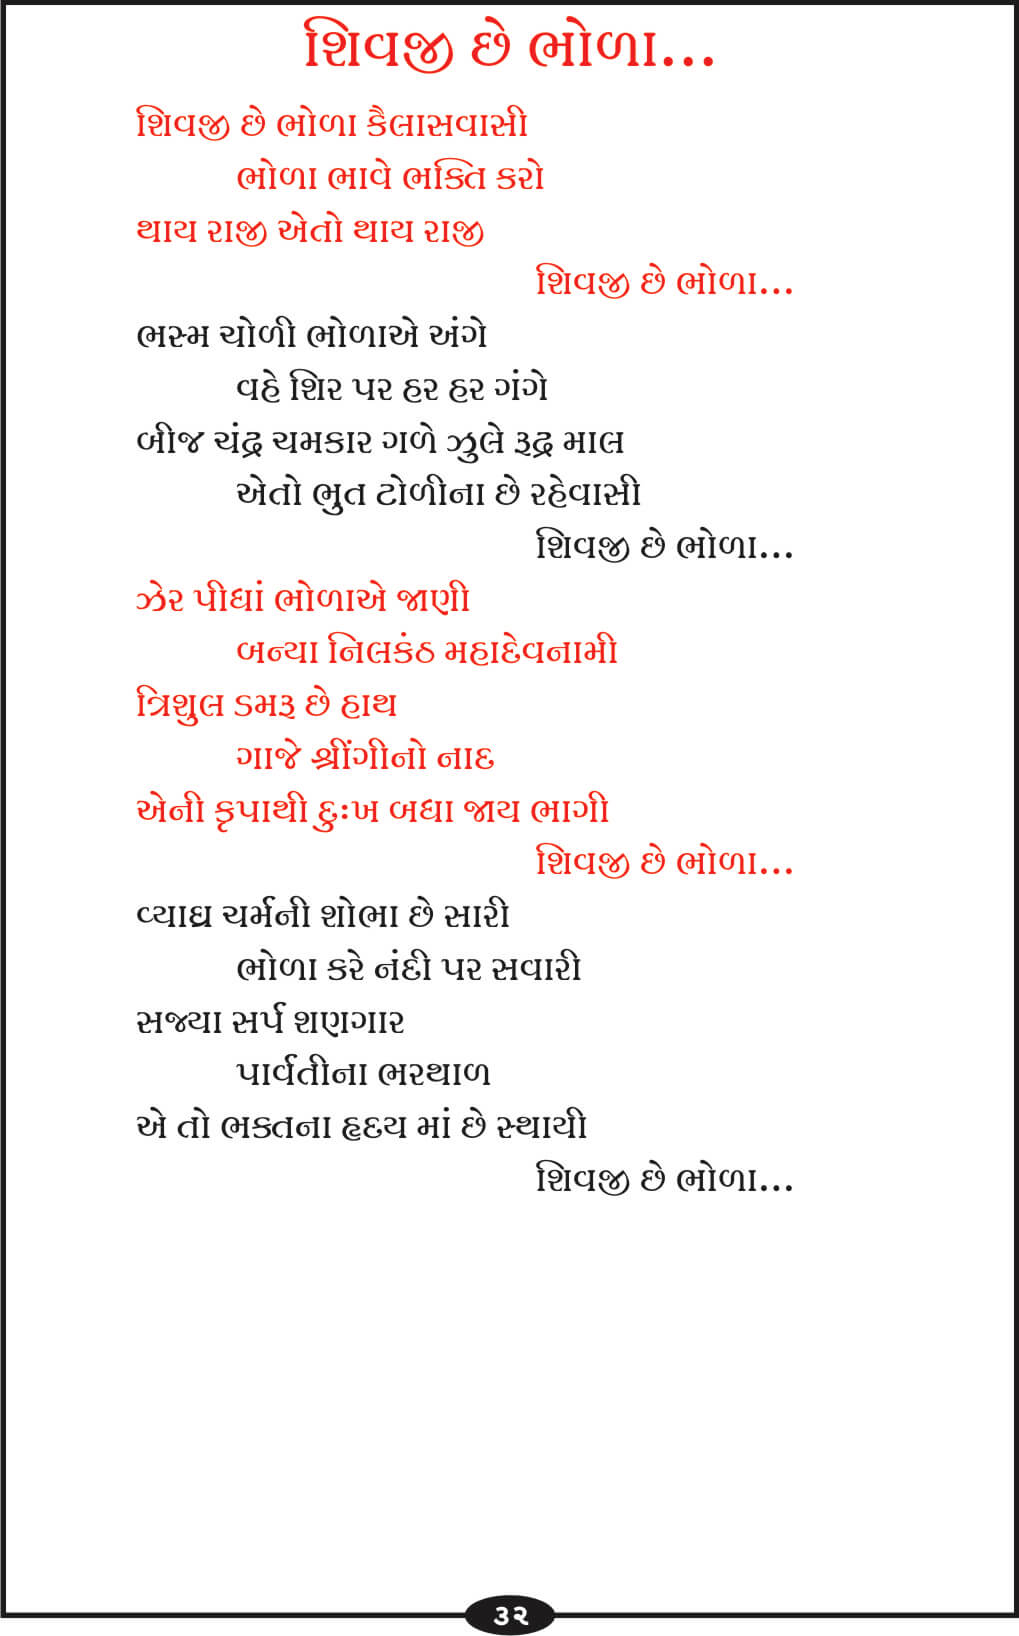 શિવજી છે ભોળા...
શિવજી છે ભોળા કૈલાસવાસી
ભોળા ભાવે ભક્તિ કરો
થાય રાજી એતો થાય રાજી
શિવજી છે ભોળા...
ભસ્મ ચોળી ભોળાએ અંગે
વહે શિર પર હર હર ગંગે
બીજ ચંદ્ર ચમકાર ગળે ઝુલે રૂદ્ર માલ
એતો ભુત ટોળીના છે રહેવાસી
શિવજી છે ભોળા...
ઝેર પીધાં ભોળાએ જાણી
બન્યા નિલકંઠ મહાદેવનામી
ત્રિશુલ ડમરૂ છે હાથ
ગાજે શ્રીંગીનો નાદ
એની કૃપાથી દુઃખ બધા જાય ભાગી
શિવજી છે ભોળા...
વ્યાઘ્ર ચર્મની શોભા છે સારી
ભોળા કરે નંદી પર સવારી
સજ્યા સર્પ શણગાર
પાર્વતીના ભરથાળ
એ તો ભક્તના હૃદય માં છે સ્થાયી
શિવજી છે ભોળા...
૩૨